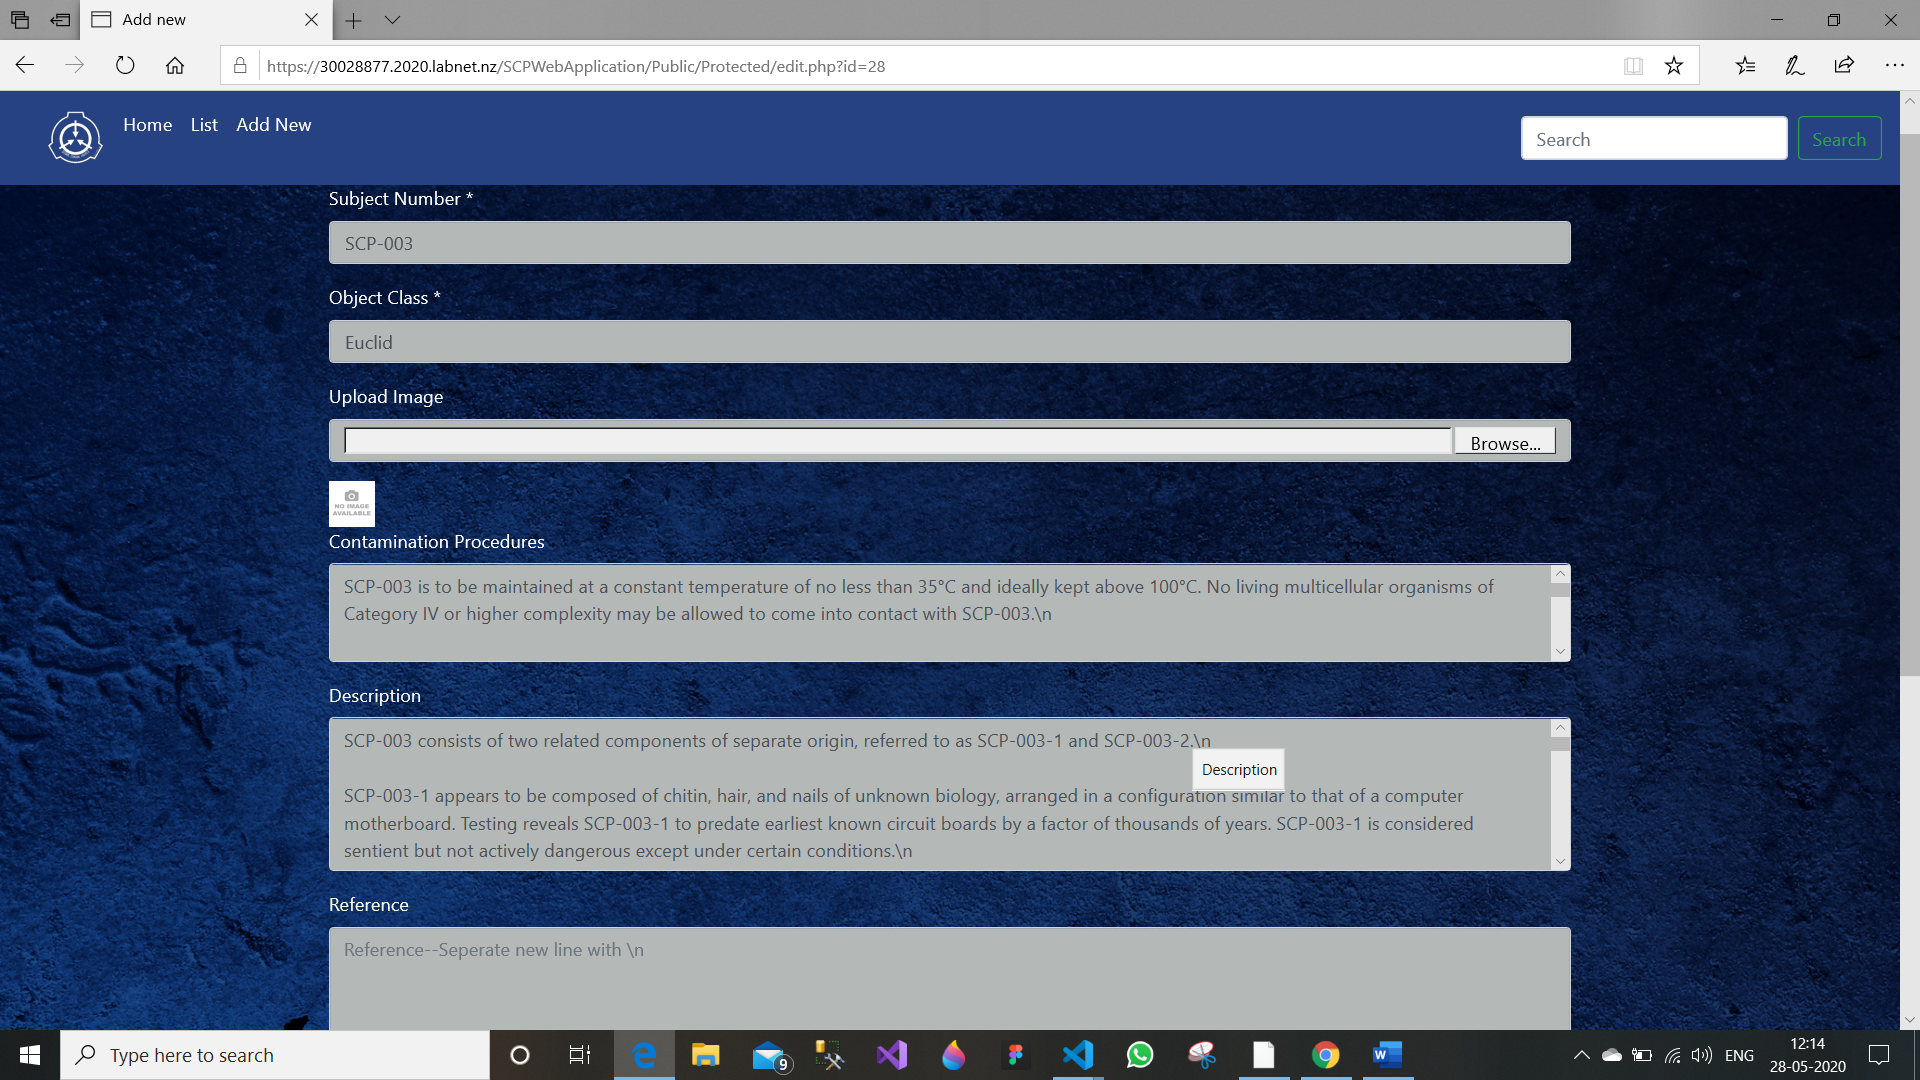 Add new
https://30028877.2020.labnet.nz/SCPWebApplication/Public/Protected/edit.php?id=28
Home List Add New
Search
Search
Subject Number *
SCP-003
Object Class *
Euclid
Upload Image
Browse...
NO IMAGE
AVAILABLE
Contamination Procedures
SCP-003 is to be maintained at a constant temperature of no less than 35°C and ideally kept above 100°C. No living multicellular organisms of
Category IV or higher complexity may be allowed to come into contact with SCP-003.\n
Description
SCP-003 consists of two related components of separate origin, referred to as SCP-003-1 and SCP-003-2.\n
Description
SCP-003-1 appears to be composed of chitin, hair, and nails of unknown biology, arranged in a configuration similar to that of a computer
motherboard. Testing reveals SCP-003-1 to predate earliest known circuit boards by a factor of thousands of years. SCP-003-1 is considered
sentient but not actively dangerous except under certain conditions.\n
Reference
Reference--Seperate new line with \n
Type here to search
9
ENG
12:14
28-05-2020